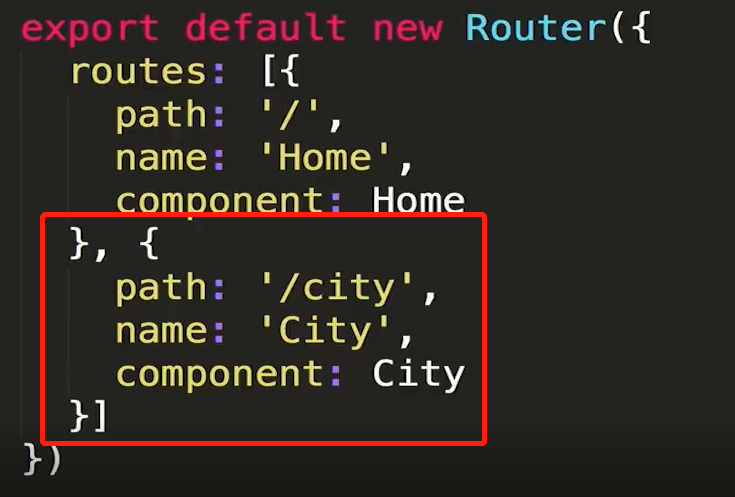 export default new Router({
routes: [{
path: '/',
name: 'Home',
component: Home
}, {
path: '/city',
name: 'City',
component: City
}]
})